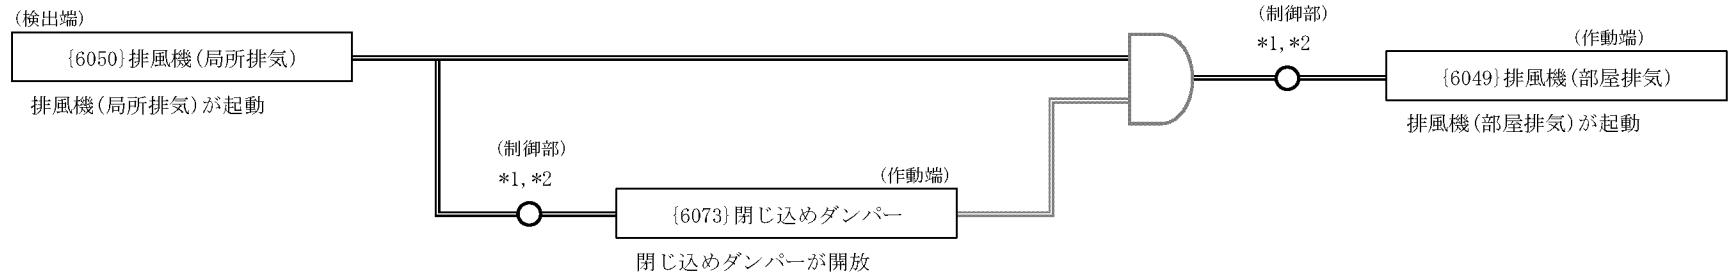 (検出端)
{6050}排風機(局所排気)
排風機(局所排気)が起動
(制御部)
*1,*2
(作動端)
{6073}閉じ込めダンパー
閉じ込めダンパーが開放
(制御部)
*1,*2
(作動端)
{6049}排風機(部屋排気)
排風機(部屋排気)が起動